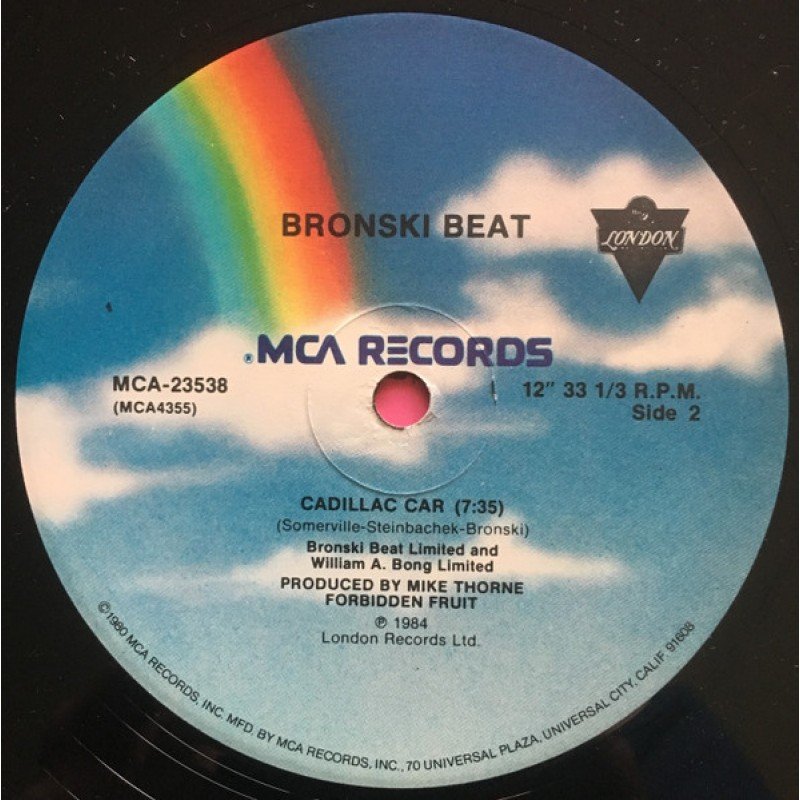 BRONSKI BEAT
LONDON
® MCA RECORDS
MCA-23538
(MCA4355)
12" 33 1/3 R.P.M.
Side 2
CADILLAC CAR (7:35)
(Somerville-Steinbachek-Bronski)
Bronski Beat Limited and
William A. Bong Limited
PRODUCED BY MIKE THORNE
FORBIDDEN FRUIT
℗ 1984
London Records Ltd.
©1980 MCA RECORDS, INC. MFD. BY MCA RECORDS, INC., 70 UNIVERSAL PLAZA, UNIVERSAL CITY, CALIF. 91608